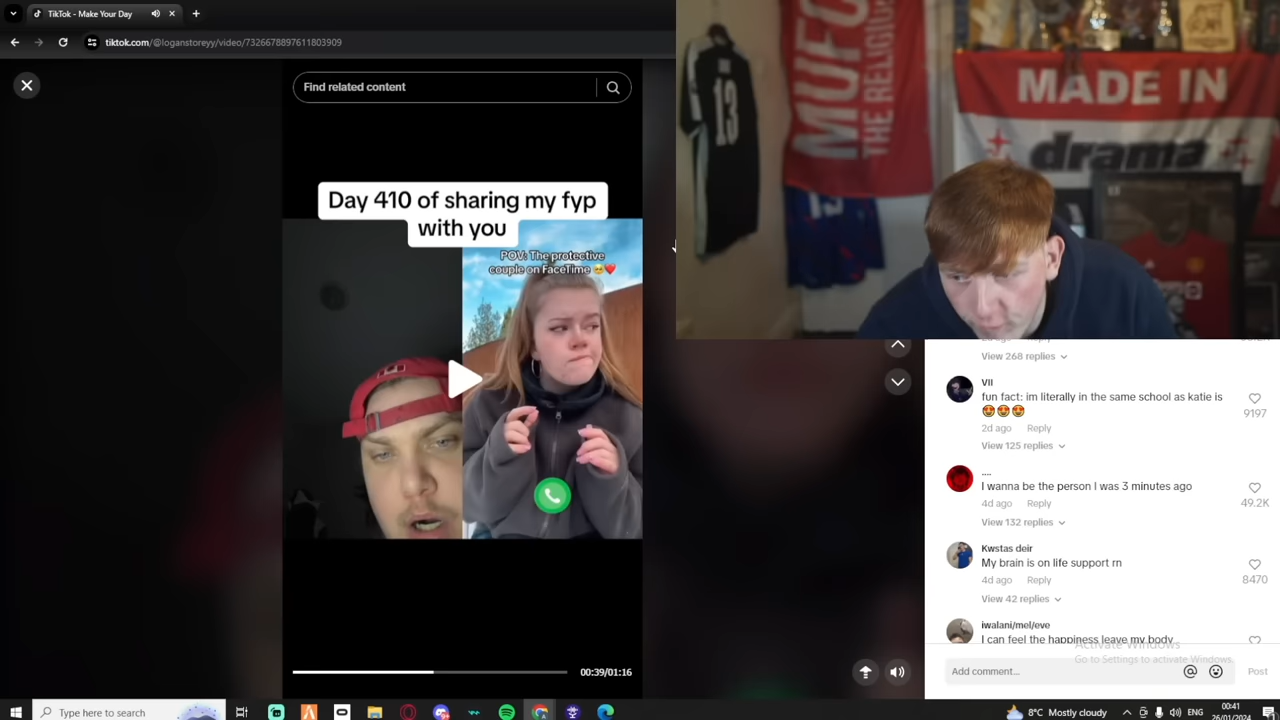 TikTok - Make Your Day
tiktok.com/@loganstoreyy/video/7326678897611803909
Find related content
Day 410 of sharing my fyp
with you
POV: The protective
couple on FaceTime 🥹❤️
00:39/01:16
13
MUFC
THE RELIGION
MADE IN
drama
View 268 replies
VII
fun fact: im literally in the same school as katie is
😍😍😍
9197
2d ago Reply
View 125 replies
....
I wanna be the person I was 3 minutes ago
49.2K
4d ago Reply
View 132 replies
Kwstas deir
My brain is on life support rn
8470
4d ago Reply
View 42 replies
iwalani/mel/eve
I can feel the happiness leave my body
Activate Windows
Go to Settings to activate Windows.
Add comment...
Post
Type here to search
8°C Mostly cloudy
ENG
00:41
26/01/2024